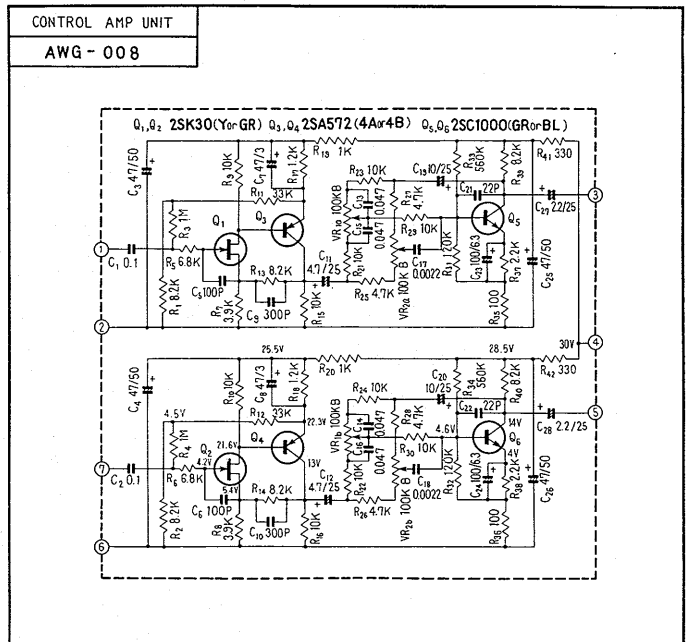 CONTROL AMP UNIT
AWG-008
Q1,Q2 2SK30(YorGR) Q3,Q4 2SA572(4Aor4B) Q5,Q6 2SC1000(GRorBL)
C3 47/50
R9 10K
C7 47/3
R17 1.2K
R19 1K
R23 10K
C19 10/25
R33 560K
R39 8.2K
R41 330
R11 33K
C13 0.047
R27 4.7K
C21 22P
R3 1M
Q1
Q3
VR1a 100KB
C15 0.047
R29 10K
Q5
C27 2.2/25
3
1
C1 0.1
R5 6.8K
C5 100P
R13 8.2K
C11 4.7/25
R21 10K
C17 0.0022
R31 120K
C23 100/6.3
R37 2.2K
C25 47/50
R1 8.2K
R7 3.9K
C9 300P
R15 10K
R25 4.7K
VR2a 100KB
R35 100
2
30V
4
25.5V
28.5V
C4 47/50
R10 10K
C8 47/3
R18 1.2K
R20 1K
R24 10K
C20 10/25
R34 560K
R40 8.2K
R42 330
4.5V
R12 33K
22.3V
C14 0.047
R28 4.7K
C22 22P
14V
5
R4 1M
21.6V
Q2
Q4
VR1b 100KB
C16 0.047
R30 10K
4.6V
Q6
C28 2.2/25
7
C2 0.1
4.2V
R6 6.8K
5.4V
13V
4V
C6 100P
R14 8.2K
C12 4.7/25
R22 10K
C18 0.0022
R32 120K
C24 100/6.3
R38 2.2K
C26 47/50
R2 8.2K
R8 3.9K
C10 300P
R16 10K
R26 4.7K
VR2b 100KB
R36 100
6